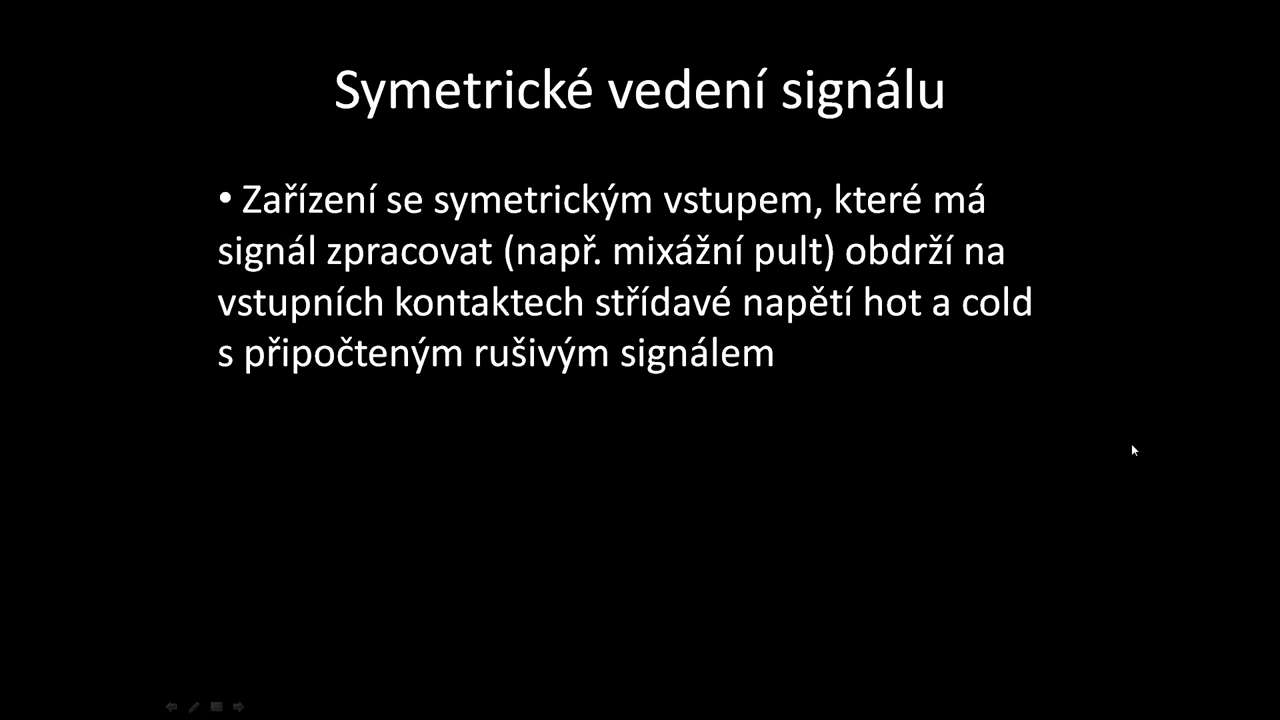 Symetrické vedení signálu
• Zařízení se symetrickým vstupem, které má
signál zpracovat (např. mixážní pult) obdrží na
vstupních kontaktech střídavé napětí hot a cold
s připočteným rušivým signálem